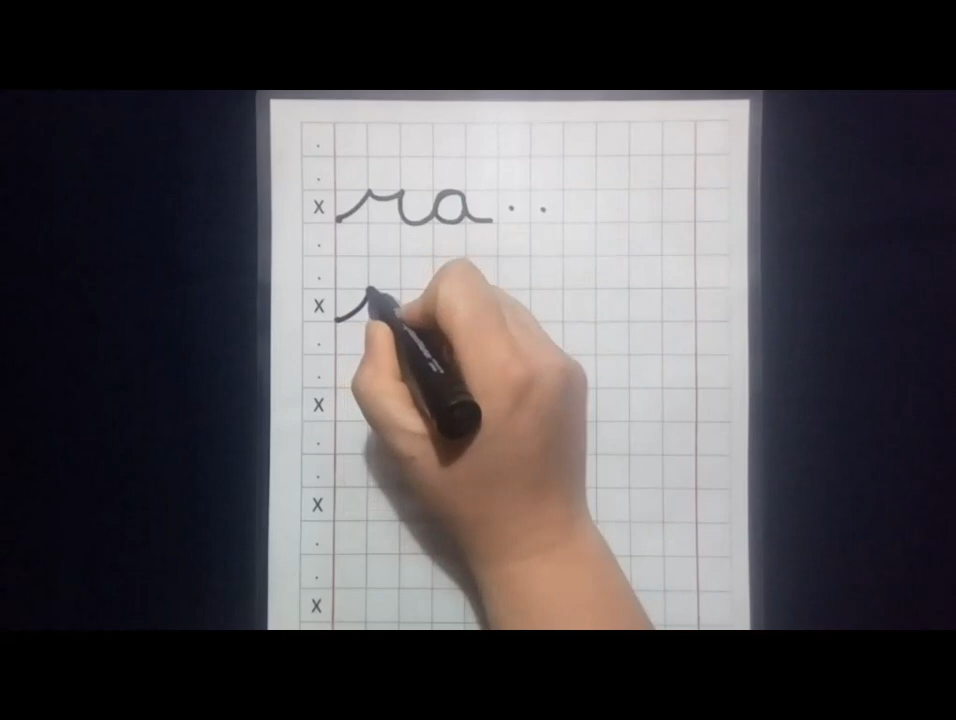 .
.
x ra . .
.
.
x
.
.
x
.
.
x
.
.
x